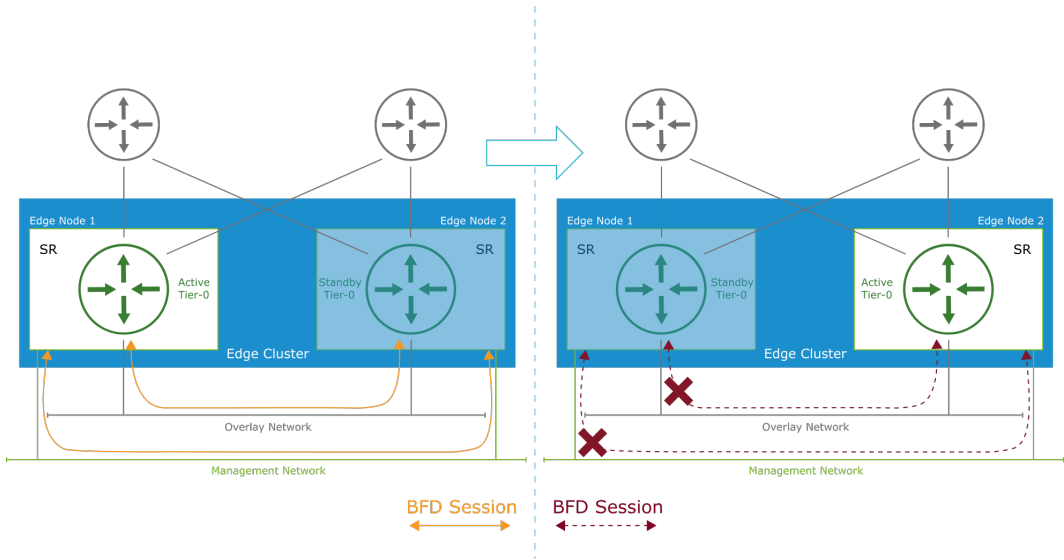 Edge Node 1
Edge Node 2
SR
SR
Active
Tier-0
Standby
Tier-0
Edge Cluster
Overlay Network
Management Network
BFD Session
Edge Node 1
Edge Node 2
SR
SR
Standby
Tier-0
Active
Tier-0
Edge Cluster
Overlay Network
Management Network
BFD Session